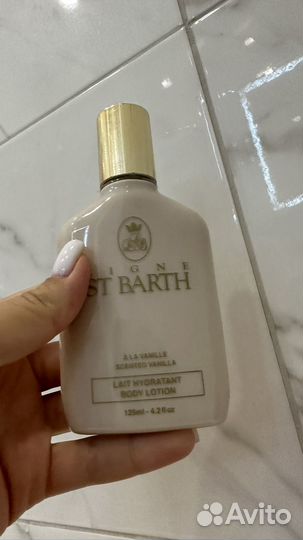 IGNE
ST BARTH
À LA VANILLE
SCENTED VANILLA
LAIT HYDRATANT
BODY LOTION
125ml - 4.2 fl oz
Avito